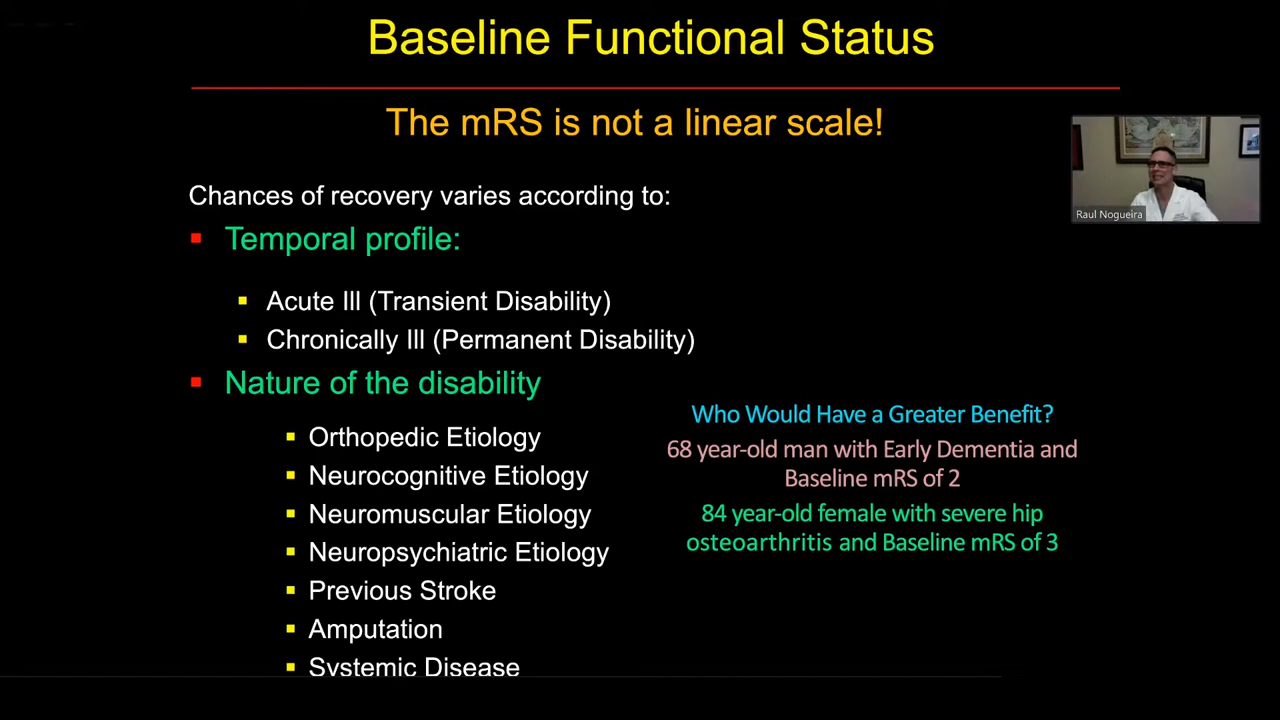 Baseline Functional Status
The mRS is not a linear scale!
Chances of recovery varies according to:
Temporal profile:
Acute Ill (Transient Disability)
Chronically Ill (Permanent Disability)
Nature of the disability
Orthopedic Etiology
Neurocognitive Etiology
Neuromuscular Etiology
Neuropsychiatric Etiology
Previous Stroke
Amputation
Systemic Disease
Who Would Have a Greater Benefit?
68 year-old man with Early Dementia and
Baseline mRS of 2
84 year-old female with severe hip
osteoarthritis and Baseline mRS of 3
Raul Nogueira